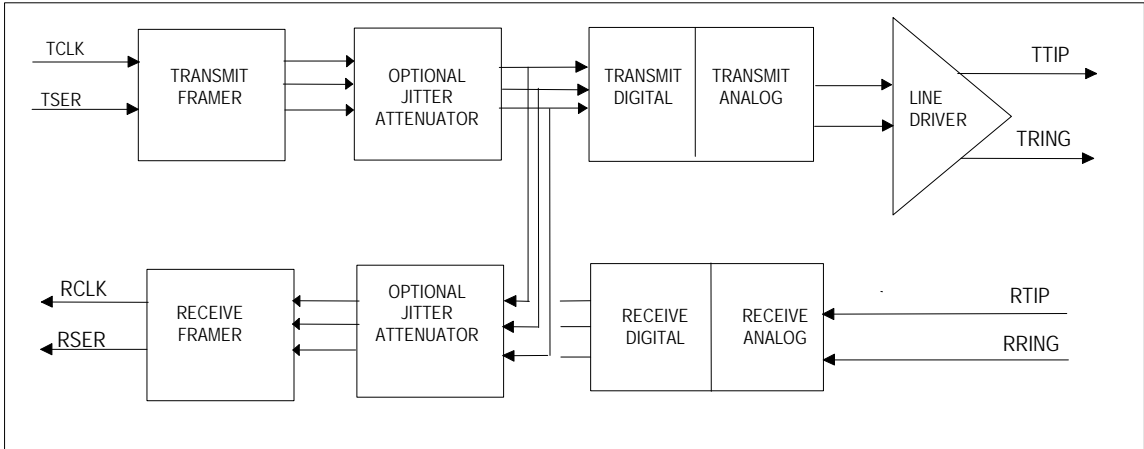 TCLK
TSER
TRANSMIT
FRAMER
OPTIONAL
JITTER
ATTENUATOR
TRANSMIT
DIGITAL
TRANSMIT
ANALOG
LINE
DRIVER
TTIP
TRING
RCLK
RSER
RECEIVE
FRAMER
OPTIONAL
JITTER
ATTENUATOR
RECEIVE
DIGITAL
RECEIVE
ANALOG
RTIP
RRING